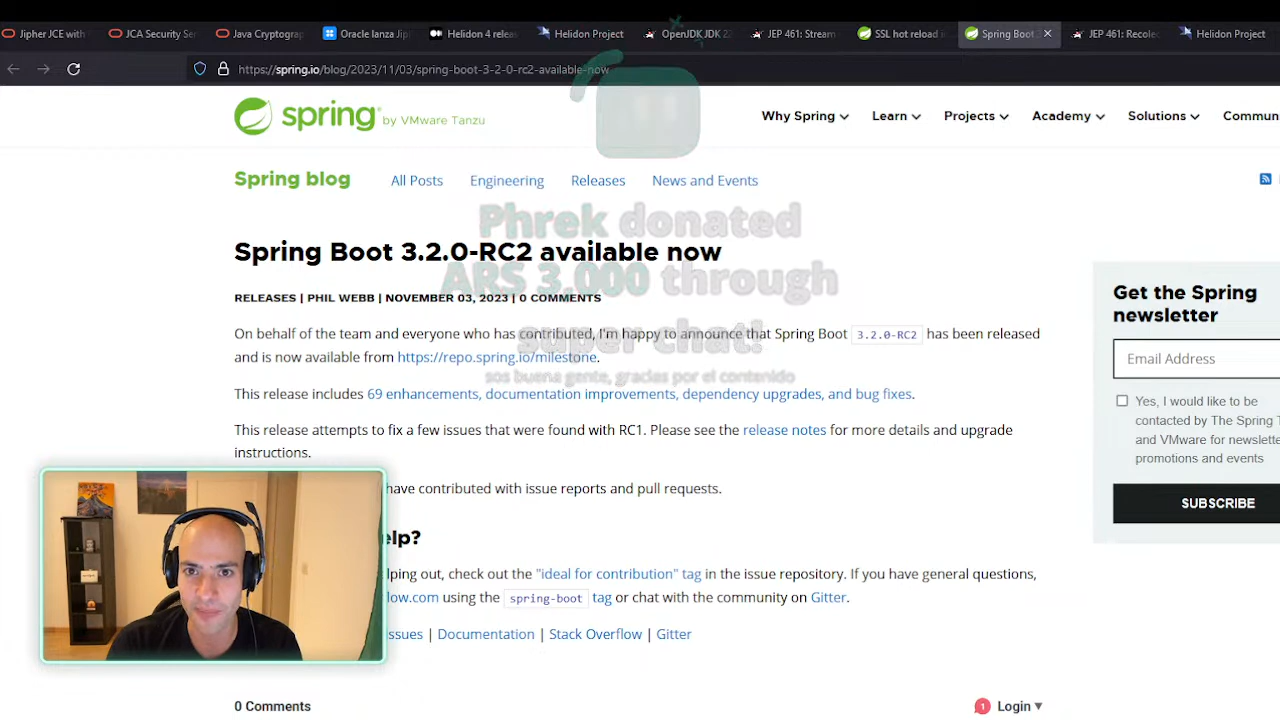 Jipher JCE with
JCA Security Ser
Java Cryptogra
Oracle lanza Jip
Helidon 4 relea
Helidon Project
OpenJDK JDK 22
JEP 461: Stream
SSL hot reload i
Spring Boot
JEP 461: Recole
Helidon Project
https://spring.io/blog/2023/11/03/spring-boot-3-2-0-rc2-available-now
spring by VMware Tanzu
Why Spring
Learn
Projects
Academy
Solutions
Commun
Spring blog
All Posts
Engineering
Releases
News and Events
Phrek donated
ARS 3,000 through
super chat!
sos buena gente, gracias por el contenido
Spring Boot 3.2.0-RC2 available now
RELEASES | PHIL WEBB | NOVEMBER 03, 2023 | 0 COMMENTS
On behalf of the team and everyone who has contributed, I'm happy to announce that Spring Boot 3.2.0-RC2 has been released
and is now available from https://repo.spring.io/milestone.
This release includes 69 enhancements, documentation improvements, dependency upgrades, and bug fixes.
This release attempts to fix a few issues that were found with RC1. Please see the release notes for more details and upgrade
instructions.
have contributed with issue reports and pull requests.
elp?
lping out, check out the "ideal for contribution" tag in the issue repository. If you have general questions,
low.com using the spring-boot tag or chat with the community on Gitter.
ssues | Documentation | Stack Overflow | Gitter
0 Comments
1
Login
Get the Spring
newsletter
Email Address
Yes, I would like to be
contacted by The Spring T
and VMware for newslette
promotions and events
SUBSCRIBE